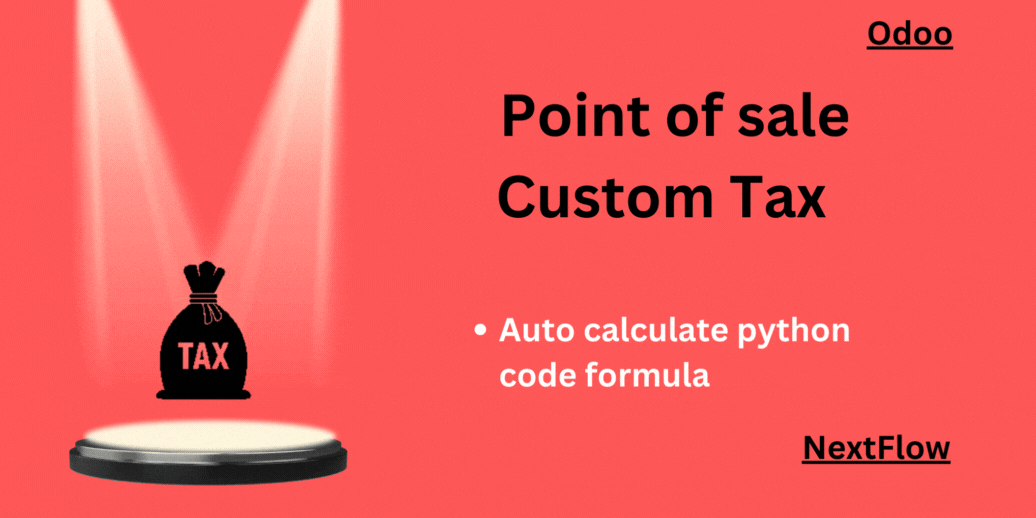 Odoo
Point of sale
Custom Tax
TAX
• Auto calculate python
code formula
NextFlow